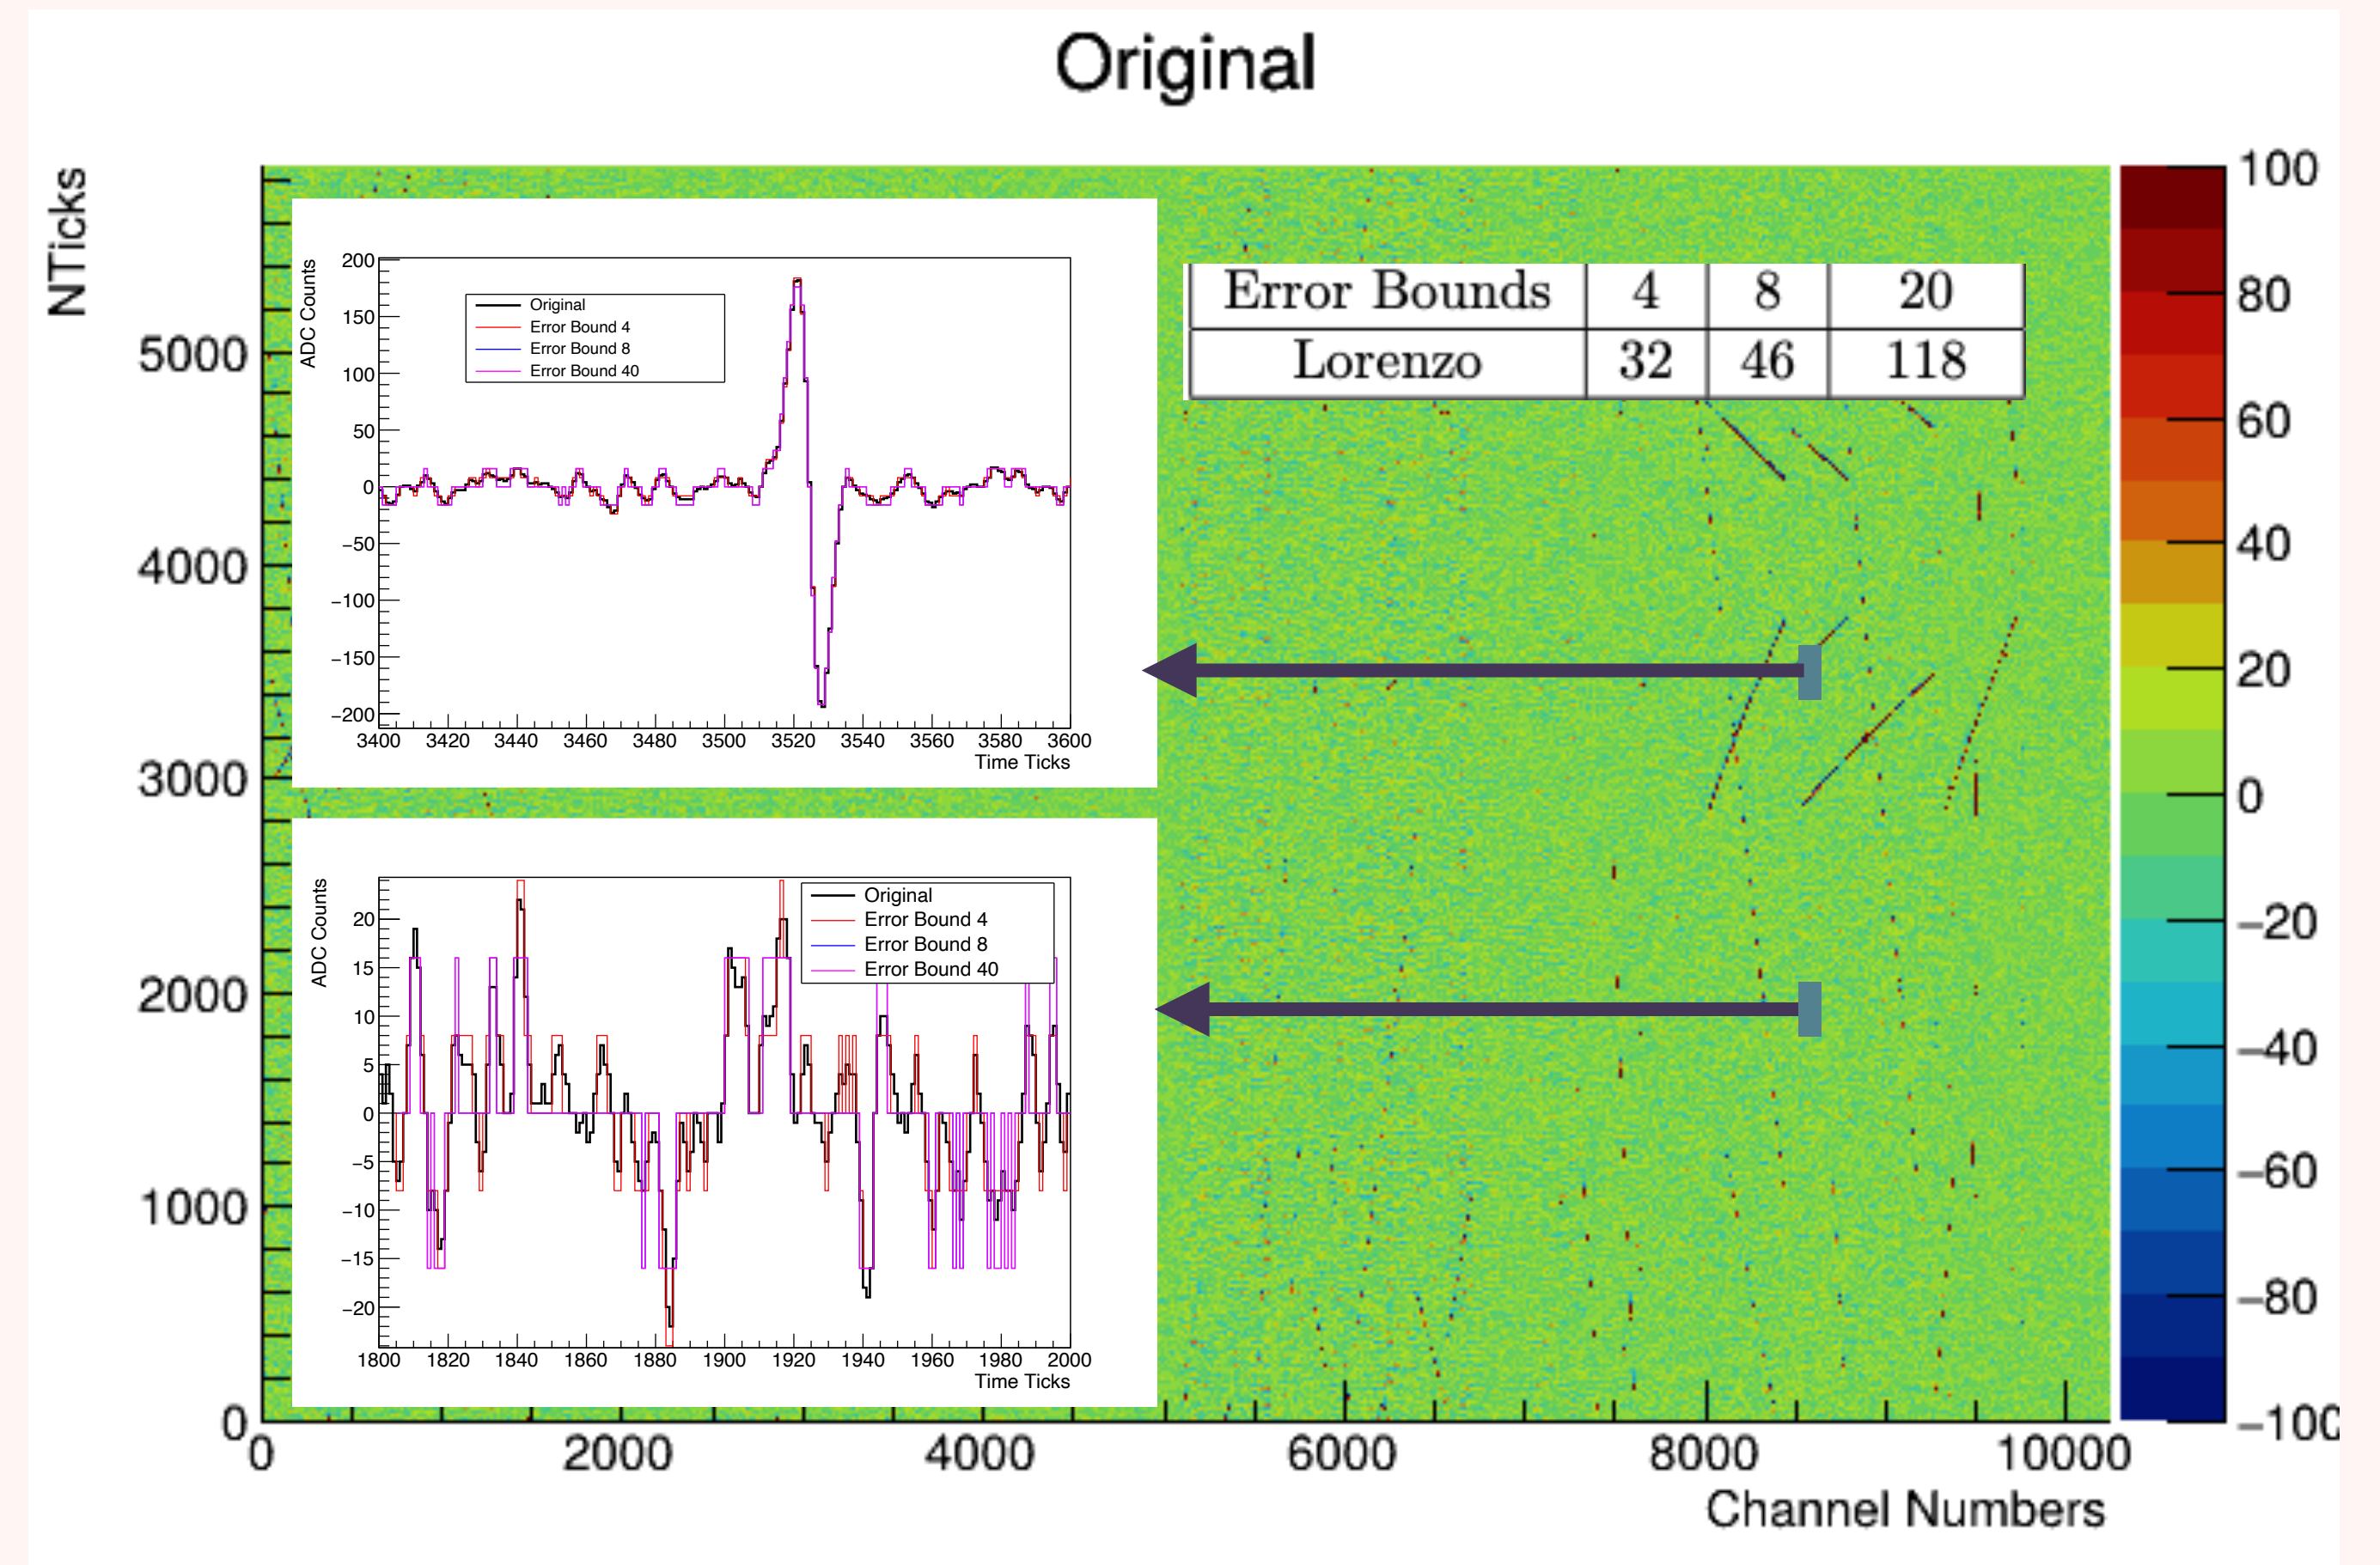 Original
NTicks
5000
4000
3000
2000
1000
0
0 2000 4000 6000 8000 10000
Channel Numbers
100
80
60
40
20
0
−20
−40
−60
−80
−100
ADC Counts
200
150
100
50
0
−50
−100
−150
−200
Original
Error Bound 4
Error Bound 8
Error Bound 40
3400 3420 3440 3460 3480 3500 3520 3540 3560 3580 3600
Time Ticks
Error Bounds 4 8 20
Lorenzo 32 46 118
ADC Counts
20
15
10
5
0
−5
−10
−15
−20
Original
Error Bound 4
Error Bound 8
Error Bound 40
1800 1820 1840 1860 1880 1900 1920 1940 1960 1980 2000
Time Ticks